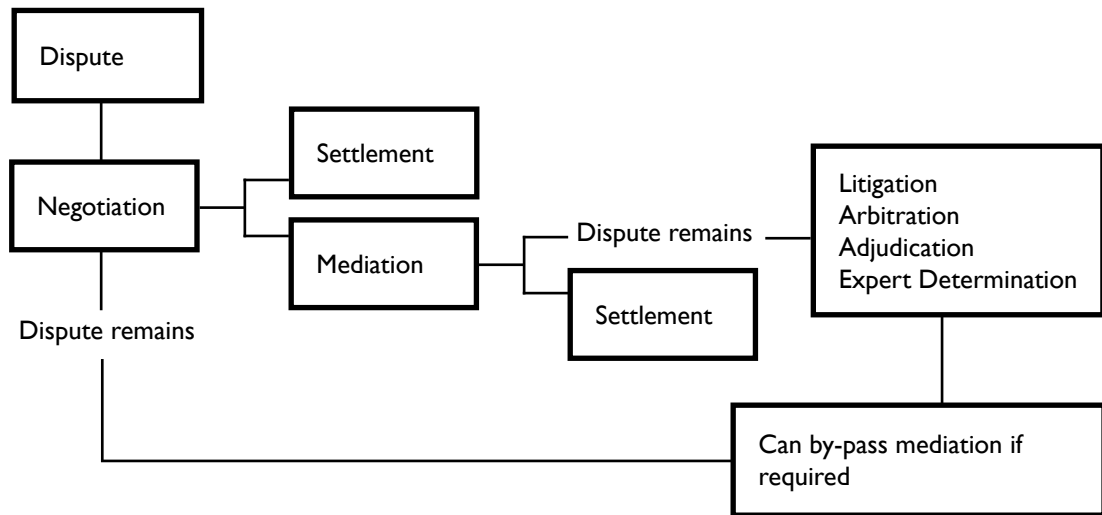 Dispute
Settlement
Negotiation
Mediation
Dispute remains
Litigation
Arbitration
Adjudication
Expert Determination
Settlement
Dispute remains
Can by-pass mediation if
required